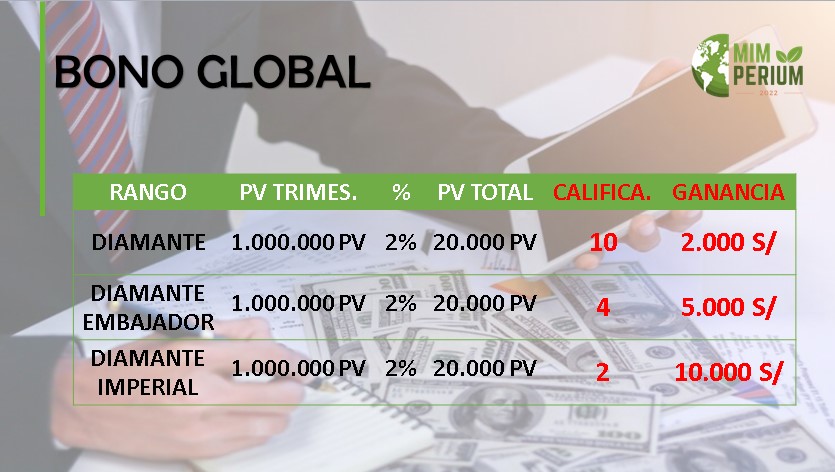 BONO GLOBAL
MIM
PERIUM
2022
RANGO PV TRIMES. % PV TOTAL CALIFICA. GANANCIA
DIAMANTE 1.000.000 PV 2% 20.000 PV 10 2.000 S/
DIAMANTE
EMBAJADOR 1.000.000 PV 2% 20.000 PV 4 5.000 S/
DIAMANTE
IMPERIAL 1.000.000 PV 2% 20.000 PV 2 10.000 S/
100